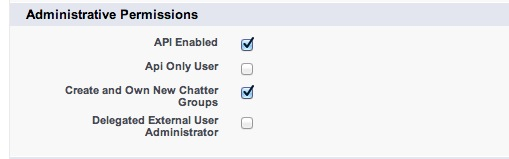 Administrative Permissions
API Enabled
Api Only User
Create and Own New Chatter
Groups
Delegated External User
Administrator